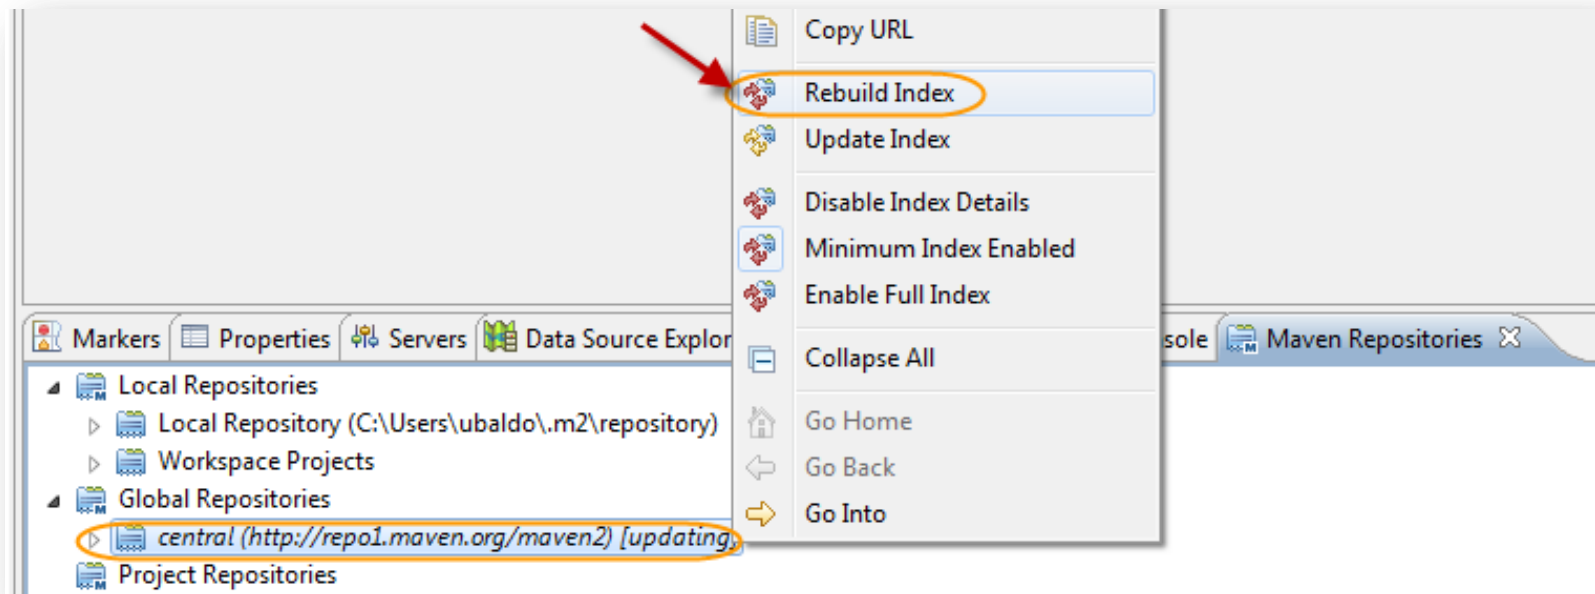 Copy URL
Rebuild Index
Update Index
Disable Index Details
Minimum Index Enabled
Enable Full Index
Collapse All
Go Home
Go Back
Go Into
Markers Properties Servers Data Source Explor sole Maven Repositories
Local Repositories
Local Repository (C:\Users\ubaldo\.m2\repository)
Workspace Projects
Global Repositories
central (http://repo1.maven.org/maven2) [updating]
Project Repositories